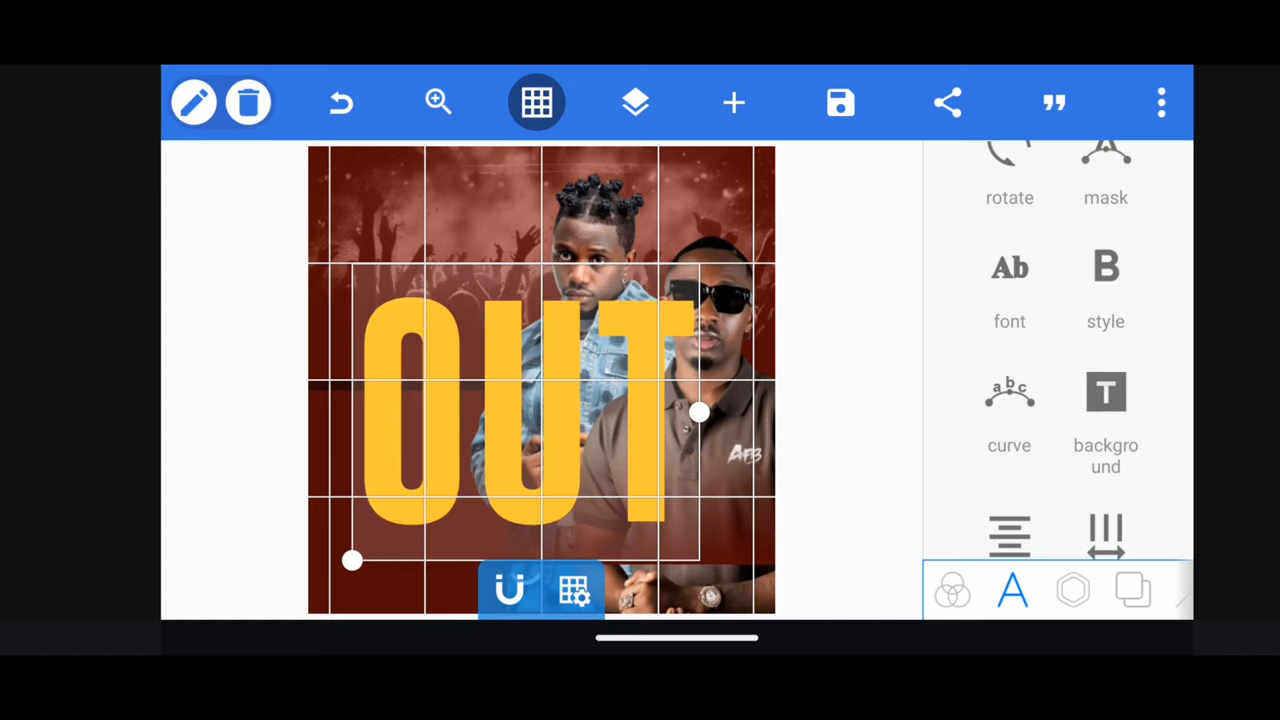 rotate
mask
Ab
B
font
style
abc
T
curve
backgro
und
OUT
AFB
A